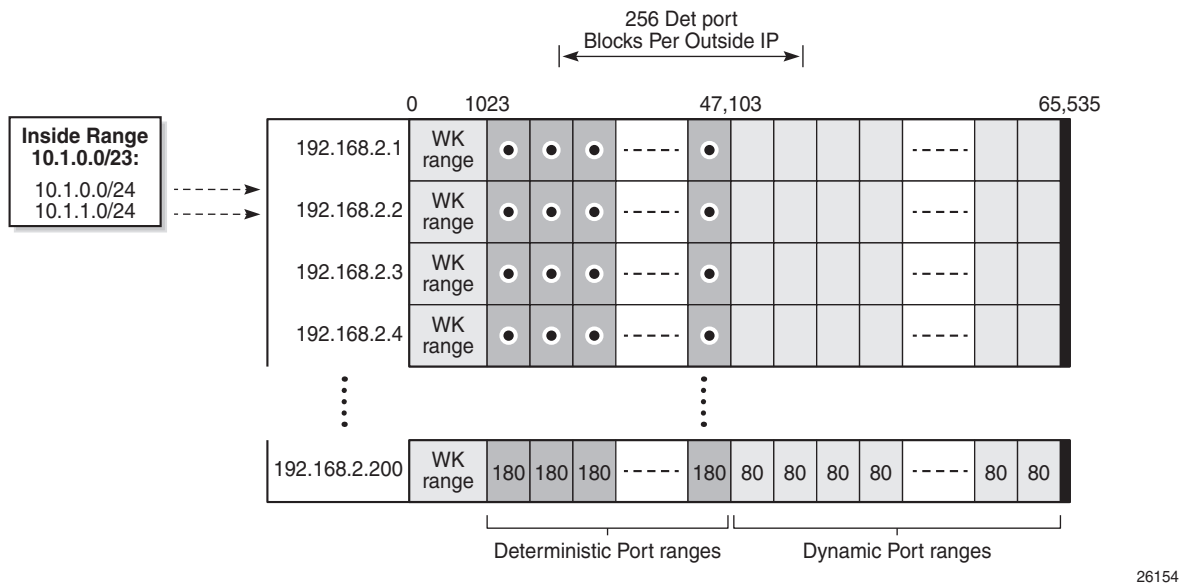 256 Det port
Blocks Per Outside IP
0 1023 47,103 65,535
Inside Range
10.1.0.0/23:
10.1.0.0/24
10.1.1.0/24
192.168.2.1 WK range
192.168.2.2 WK range
192.168.2.3 WK range
192.168.2.4 WK range
192.168.2.200 WK range 180 180 180 180 80 80 80 80 80 80
Deterministic Port ranges Dynamic Port ranges
26154